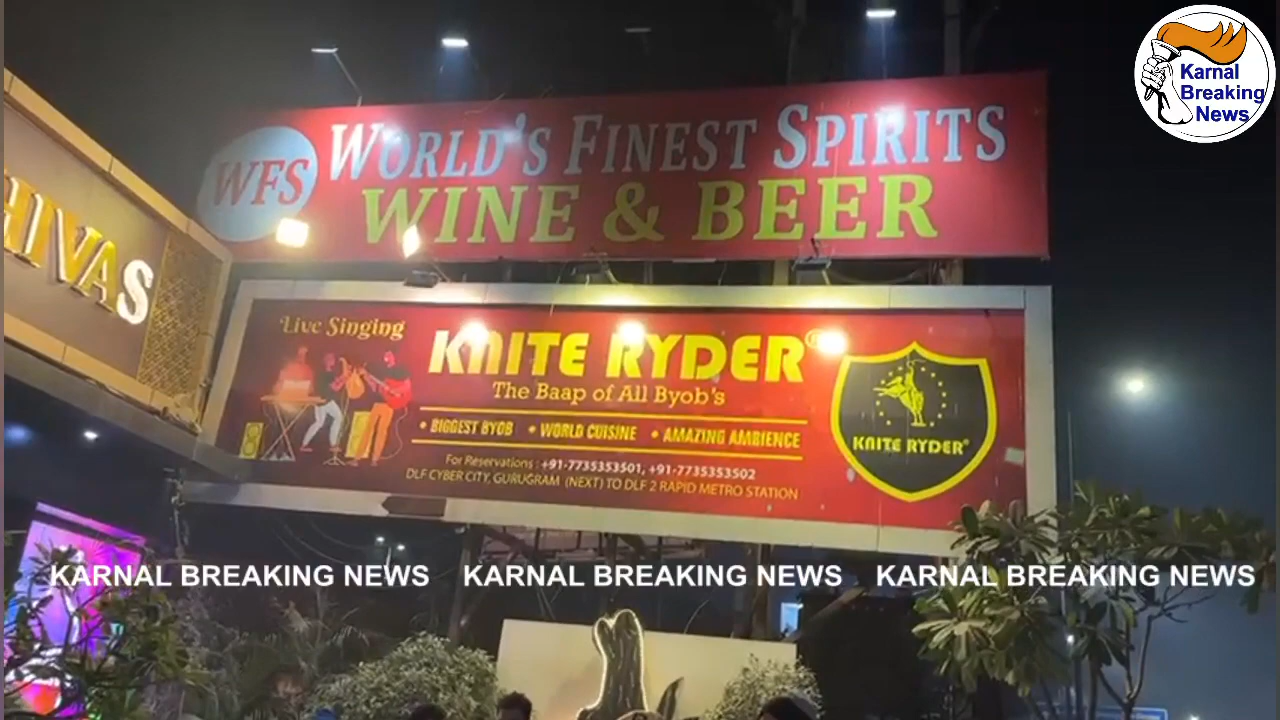 Karnal
Breaking
News
WFS
WORLD'S FINEST SPIRITS
WINE & BEER
HIVAS
Live Singing
KNITE RYDER®
The Baap of All Byob's
• BIGGEST BYOB • WORLD CUISINE • AMAZING AMBIENCE
For Reservations : +91-7735353501, +91-7735353502
DLF CYBER CITY, GURUGRAM (NEXT) TO DLF 2 RAPID METRO STATION
KNITE RYDER®
KARNAL BREAKING NEWS KARNAL BREAKING NEWS KARNAL BREAKING NEWS